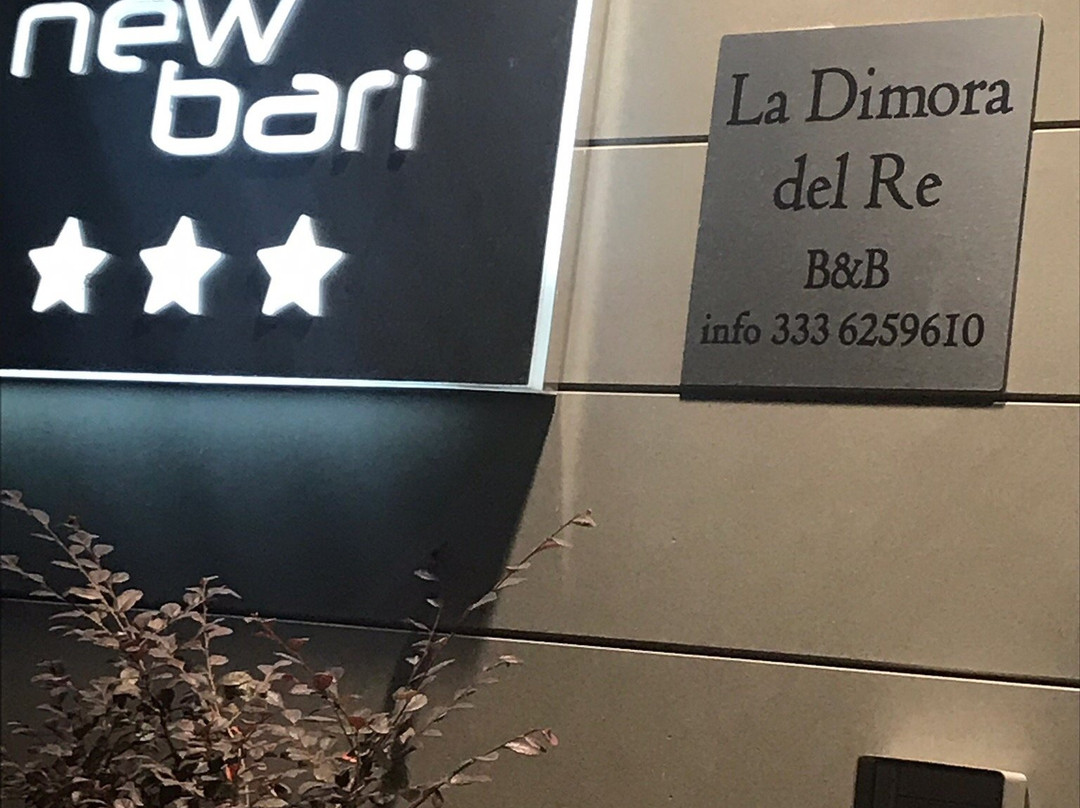 new
bari
La Dimora
del Re
B&B
info 333 6259610